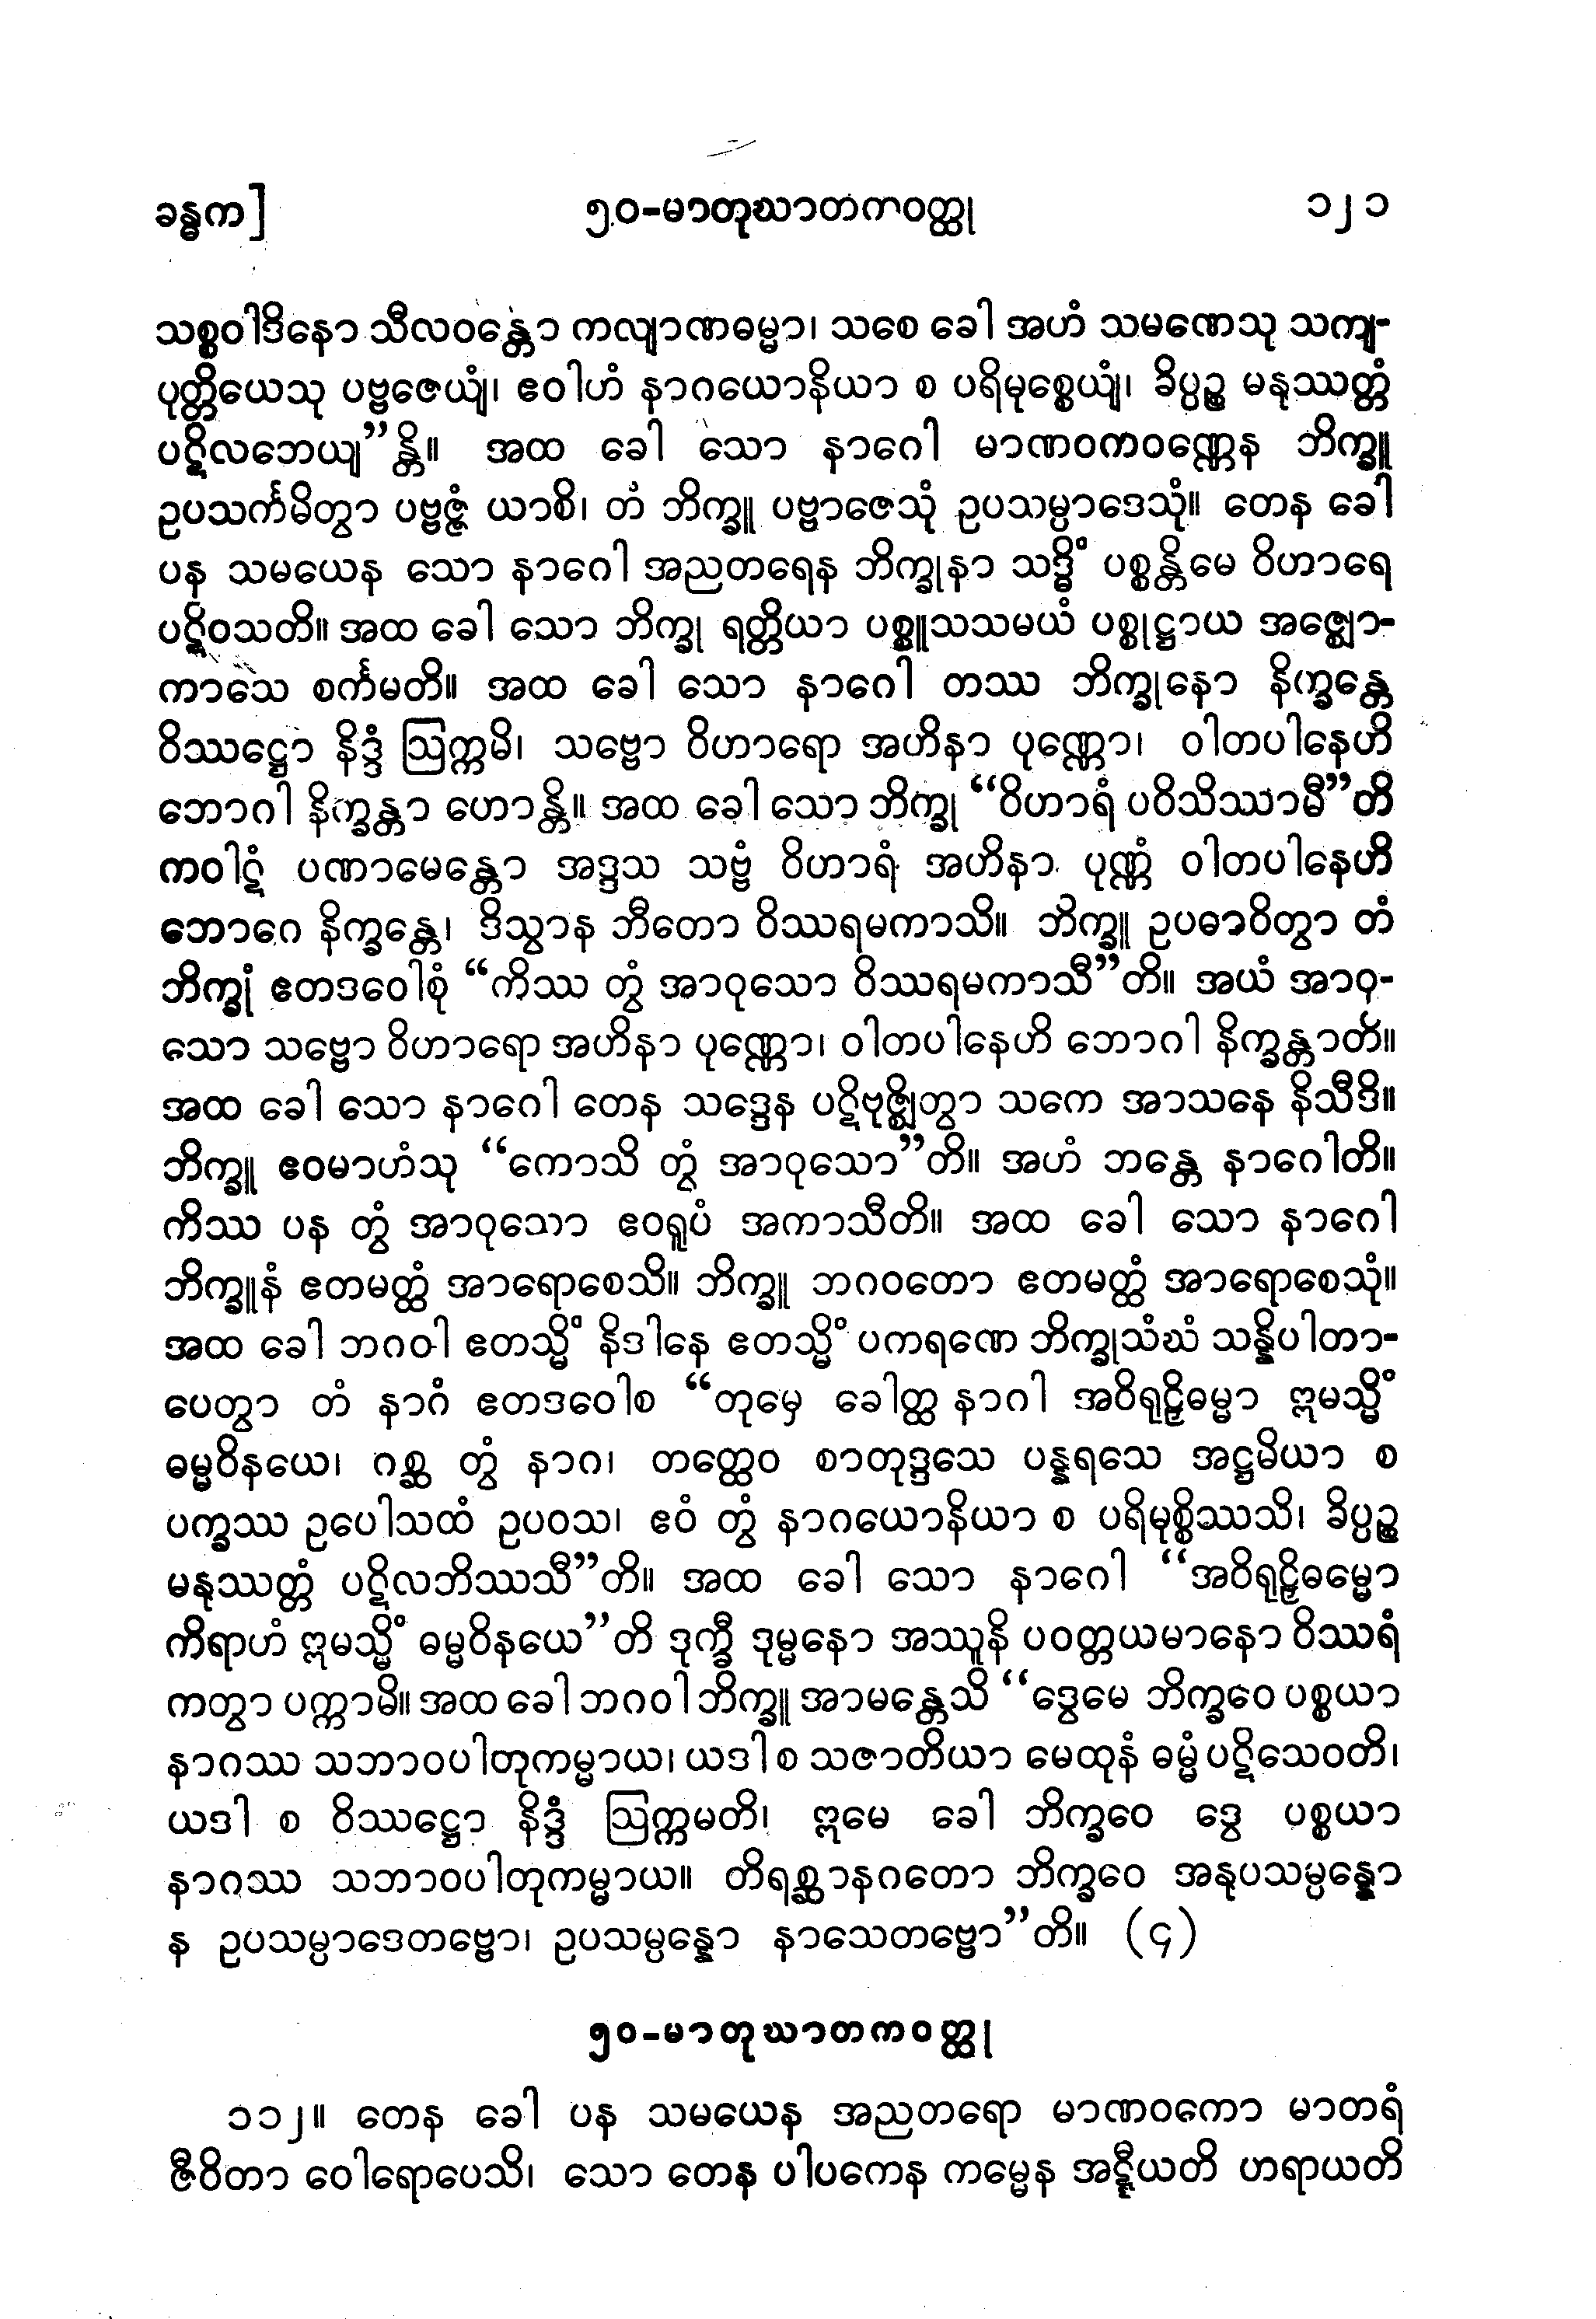 ခန္ဓက]
၅၀-မာတုဃာတကဝတ္ထု
၁၂၁
သစ္စဝါဒိနော သီလဝန္တော ကလျာဏဓမ္မာ၊ သစေ ခေါ အဟံ သမဏေသု သကျ-
ပုတ္တိယေသု ပဗ္ဗဇေယျံ၊ ဧဝါဟံ နာဂယောနိယာ စ ပရိမုစ္စေယျံ၊ ခိပ္ပဉ္စ မနုဿတ္တံ
ပဋိလဘေယျ”န္တိ။ အထ ခေါ သော နာဂေါ မာဏဝကဝဏ္ဏေန ဘိက္ခူ
ဥပသင်္ကမိတွာ ပဗ္ဗဇ္ဇံ ယာစိ၊ တံ ဘိက္ခူ ပဗ္ဗာဇေသုံ ဥပသမ္ပာဒေသုံ။ တေန ခေါ
ပန သမယေန သော နာဂေါ အညတရေန ဘိက္ခုနာ သဒ္ဓိံ ပစ္စန္တိမေ ဝိဟာရေ
ပဋိဝသတိ။ အထ ခေါ သော ဘိက္ခု ရတ္တိယာ ပစ္စူသသမယံ ပစ္စုဋ္ဌာယ အဇ္ဈော-
ကာသေ စင်္ကမတိ။ အထ ခေါ သော နာဂေါ တဿ ဘိက္ခုနော နိက္ခန္တေ
ဝိဿဋ္ဌော နိဒ္ဒံ ဩက္ကမိ၊ သဗ္ဗော ဝိဟာရော အဟိနာ ပုဏ္ဏော၊ ဝါတပါနေဟိ
ဘောဂါ နိက္ခန္တာ ဟောန္တိ။ အထ ခေါ သော ဘိက္ခု “ဝိဟာရံ ပဝိသိဿာမီ”တိ
ကဝါဋံ ပဏာမေန္တော အဒ္ဒသ သဗ္ဗံ ဝိဟာရံ အဟိနာ ပုဏ္ဏံ ဝါတပါနေဟိ
ဘောဂေ နိက္ခန္တေ၊ ဒိသွာန ဘီတော ဝိဿရမကာသိ။ ဘိက္ခူ ဥပဓာဝိတွာ တံ
ဘိက္ခုံ ဧတဒဝေါစုံ “ကိဿ တွံ အာဝုသော ဝိဿရမကာသီ”တိ။ အယံ အာဝု-
သော သဗ္ဗော ဝိဟာရော အဟိနာ ပုဏ္ဏော၊ ဝါတပါနေဟိ ဘောဂါ နိက္ခန္တာတိ။
အထ ခေါ သော နာဂေါ တေန သဒ္ဒေန ပဋိဗုဇ္ဈိတွာ သကေ အာသနေ နိသီဒိ။
ဘိက္ခူ ဧဝမာဟံသု “ကောသိ တွံ အာဝုသော”တိ။ အဟံ ဘန္တေ နာဂေါတိ။
ကိဿ ပန တွံ အာဝုသော ဧဝရူပံ အကာသီတိ။ အထ ခေါ သော နာဂေါ
ဘိက္ခူနံ ဧတမတ္ထံ အာရောစေသိ။ ဘိက္ခူ ဘဂဝတော ဧတမတ္ထံ အာရောစေသုံ။
အထ ခေါ ဘဂဝါ ဧတသ္မိံ နိဒါနေ ဧတသ္မိံ ပကရဏေ ဘိက္ခုသံဃံ သန္နိပါတာ-
ပေတွာ တံ နာဂံ ဧတဒဝေါစ “တုမှေ ခေါတ္ထ နာဂါ အဝိရုဠှိဓမ္မာ ဣမသ္မိံ
ဓမ္မဝိနယေ၊ ဂစ္ဆ တွံ နာဂ၊ တတ္ထေဝ စာတုဒ္ဒသေ ပန္နရသေ အဋ္ဌမိယာ စ
ပက္ခဿ ဥပေါသထံ ဥပဝသ၊ ဧဝံ တွံ နာဂယောနိယာ စ ပရိမုစ္စိဿသိ၊ ခိပ္ပဉ္စ
မနုဿတ္တံ ပဋိလဘိဿသီ”တိ။ အထ ခေါ သော နာဂေါ “အဝိရုဠှိဓမ္မော
ကိရာဟံ ဣမသ္မိံ ဓမ္မဝိနယေ”တိ ဒုက္ခီ ဒုမ္မနော အဿူနိ ပဝတ္တယမာနော ဝိဿရံ
ကတွာ ပက္ကာမိ။ အထ ခေါ ဘဂဝါ ဘိက္ခူ အာမန္တေသိ “ဒွေမေ ဘိက္ခဝေ ပစ္စယာ
နာဂဿ သဘာဝပါတုကမ္မာယ၊ ယဒါ စ သဇာတိယာ မေထုနံ ဓမ္မံ ပဋိသေဝတိ၊
ယဒါ စ ဝိဿဋ္ဌော နိဒ္ဒံ ဩက္ကမတိ၊ ဣမေ ခေါ ဘိက္ခဝေ ဒွေ ပစ္စယာ
နာဂဿ သဘာဝပါတုကမ္မာယ။ တိရစ္ဆာနဂတော ဘိက္ခဝေ အနုပသမ္ပန္နော
န ဥပသမ္ပာဒေတဗ္ဗော၊ ဥပသမ္ပန္နော နာသေတဗ္ဗော”တိ။ (၄)
၅၀-မာတုဃာတကဝတ္ထု
၁၁၂။ တေန ခေါ ပန သမယေန အညတရော မာဏဝကော မာတရံ
ဇီဝိတာ ဝေါရောပေသိ၊ သော တေန ပါပကေန ကမ္မေန အဋ္ဋီယတိ ဟရာယတိ